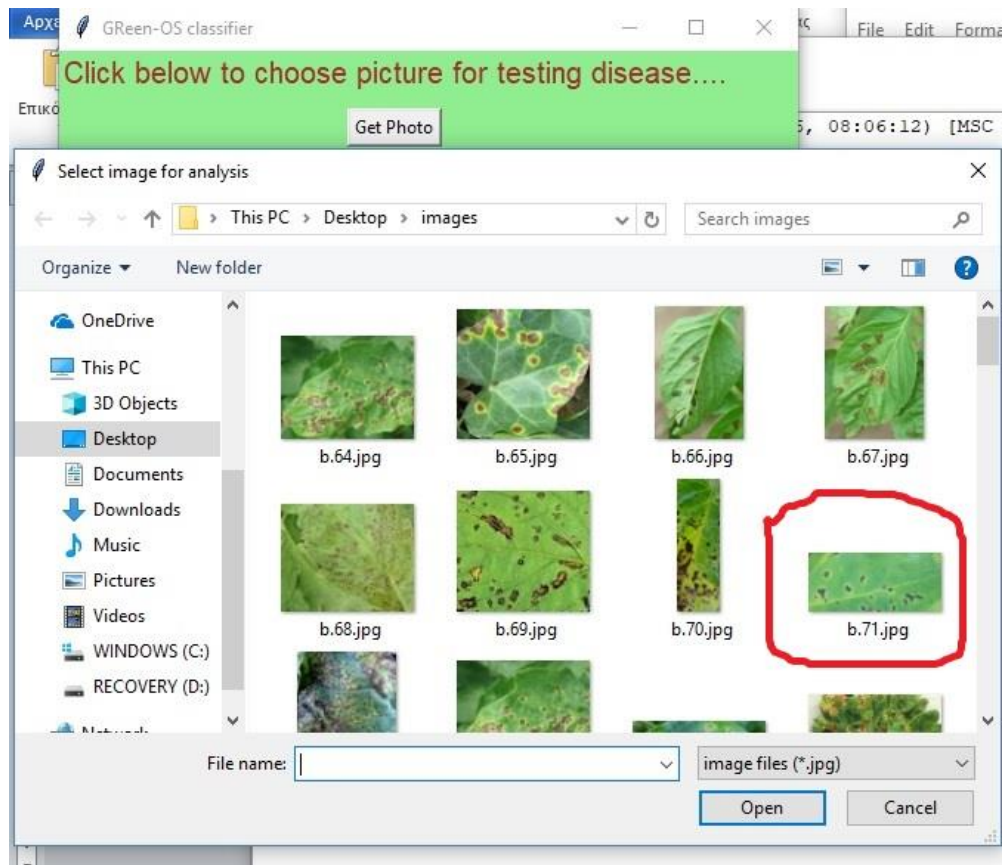 Αρχε
GReen-OS classifier
ις
File Edit Forma
Click below to choose picture for testing disease....
Επικό
Get Photo
, 08:06:12) [MSC
Select image for analysis
This PC > Desktop > images
Search images
Organize
New folder
OneDrive
This PC
3D Objects
Desktop
Documents
Downloads
Music
Pictures
Videos
WINDOWS (C:)
RECOVERY (D:)
Network
b.64.jpg
b.65.jpg
b.66.jpg
b.67.jpg
b.68.jpg
b.69.jpg
b.70.jpg
b.71.jpg
File name:
image files (*.jpg)
Open
Cancel